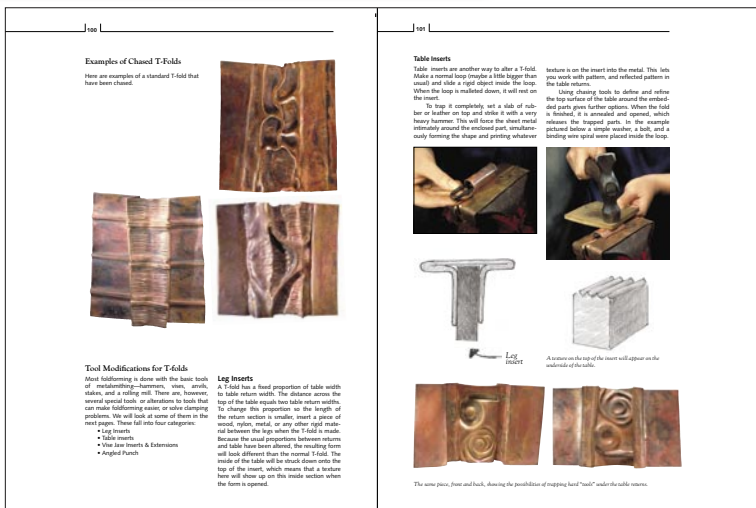 100
Examples of Chased T-Folds
Here are examples of a standard T-fold that
have been chased.
Tool Modifications for T-folds
Most foldforming is done with the basic tools
of metalsmithing—hammers, vises, anvils,
stakes, and a rolling mill. There are, however,
several special tools or alterations to tools that
can make foldforming easier, or solve clamping
problems. We will look at some of them in the
next pages. These fall into four categories:
• Leg Inserts
• Table inserts
• Vise Jaw Inserts & Extensions
• Angled Punch
Leg Inserts
A T-fold has a fixed proportion of table width
to table return width. The distance across the
top of the table equals two table return widths.
To change this proportion so the length of
the return section is smaller, insert a piece of
wood, nylon, metal, or any other rigid mate-
rial between the legs when the T-fold is made.
Because the usual proportions between returns
and table have been altered, the resulting form
will look different than the normal T-fold. The
inside of the table will be struck down onto the
top of the insert, which means that a texture
here will show up on this inside section when
the form is opened.
101
Table Inserts
Table inserts are another way to alter a T-fold.
Make a normal loop (maybe a little bigger than
usual) and slide a rigid object inside the loop.
When the loop is malleted down, it will rest on
the insert.
To trap it completely, set a slab of rub-
ber or leather on top and strike it with a very
heavy hammer. This will force the sheet metal
intimately around the enclosed part, simultane-
ously forming the shape and printing whatever
texture is on the insert into the metal. This lets
you work with pattern, and reflected pattern in
the table returns.
Using chasing tools to define and refine
the top surface of the table around the embed-
ded parts gives further options. When the fold
is finished, it is annealed and opened, which
releases the trapped parts. In the example
pictured below a simple washer, a bolt, and a
binding wire spiral were placed inside the loop.
Leg
insert
A texture on the top of the insert will appear on the
underside of the table.
The same piece, front and back, showing the possibilities of trapping hard "tools" under the table returns.